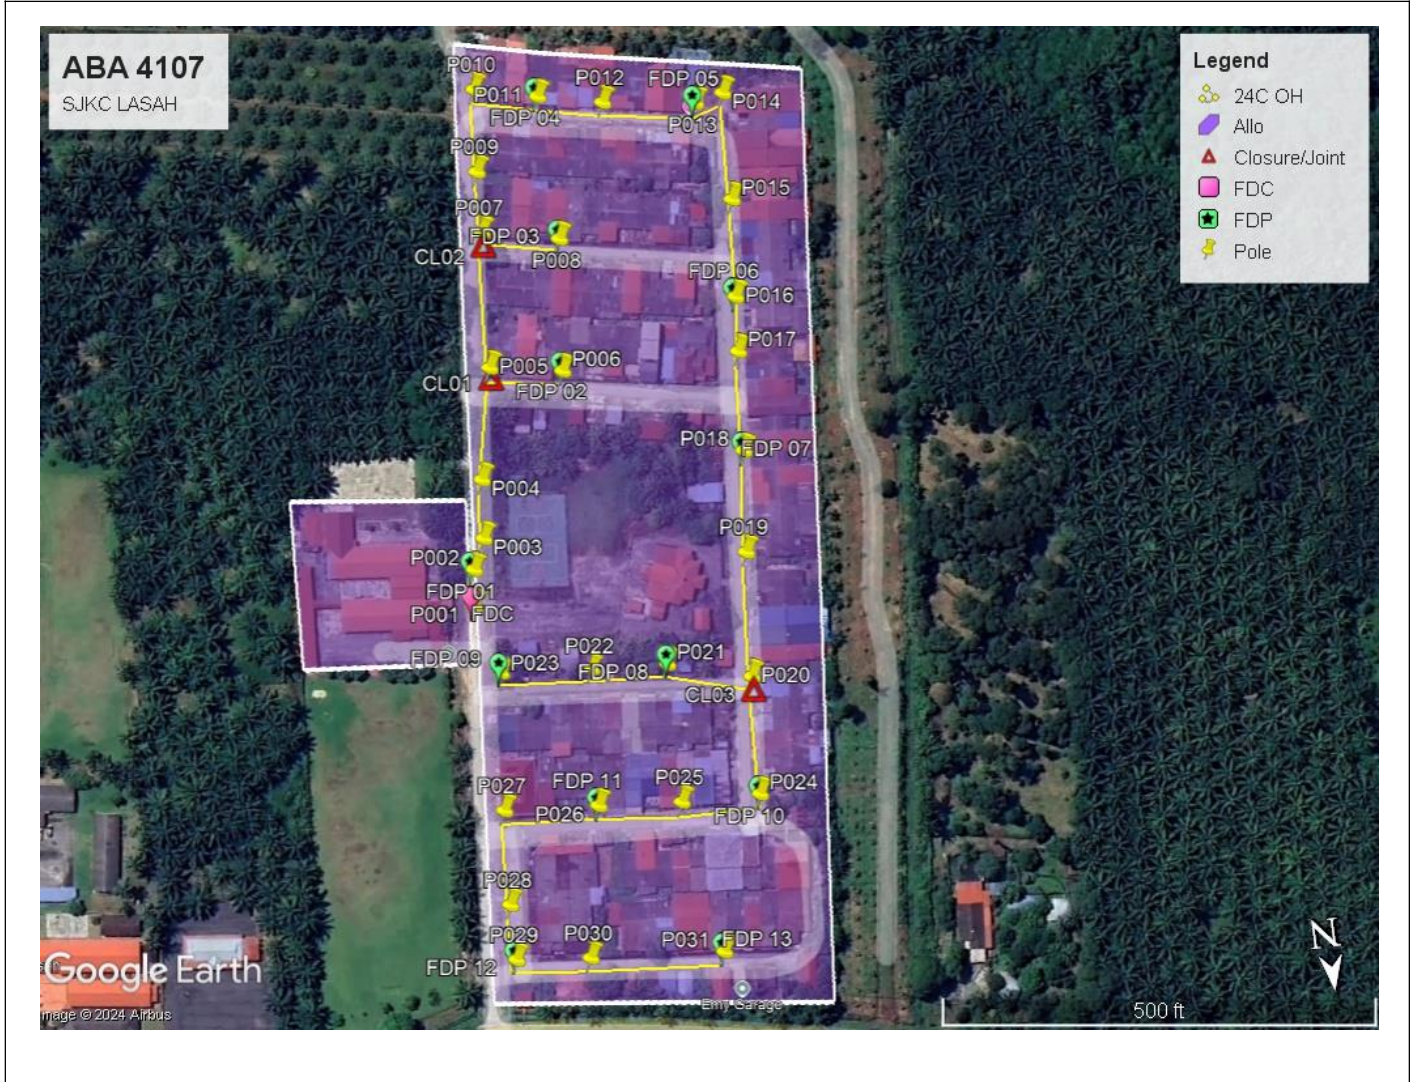 ABA 4107
SJKC LASAH
Legend
24C OH
Allo
Closure/Joint
FDC
FDP
Pole
P010
P011
FDP 04
P012
FDP 05
P013
P014
P009
P015
P007
FDP 03
CL02
P008
FDP 06
P016
P017
P005
P006
CL01
FDP 02
P018
FDP 07
P004
P019
P003
P002
FDP 01
P001
FDC
FDP 09
P023
P022
FDP 08
P021
P020
CL03
P027
FDP 11
P025
P024
P026
FDP 10
P028
P029
P030
P031
FDP 13
FDP 12
Emy Garage
Google Earth
mage © 2024 Airbus
N
500 ft